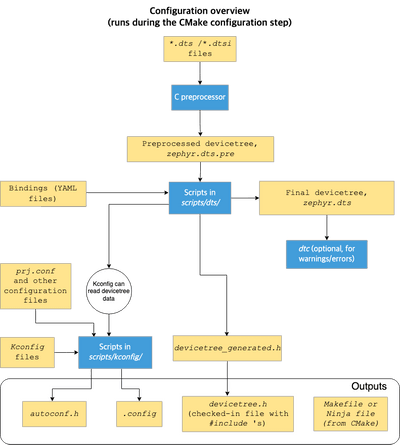 Configuration overview
(runs during the CMake configuration step)
*.dts /*.dtsi
files
C preprocessor
Preprocessed devicetree,
zephyr.dts.pre
Bindings (YAML
files)
Scripts in
scripts/dts/
Final devicetree,
zephyr.dts
dtc (optional, for
warnings/errors)
Kconfig can
read devicetree
data
prj.conf
and other
configuration
files
Kconfig
files
Scripts in
scripts/kconfig/
devicetree_generated.h
Outputs
autoconf.h
.config
devicetree.h
(checked-in file with
#include 's)
Makefile or
Ninja file
(from CMake)